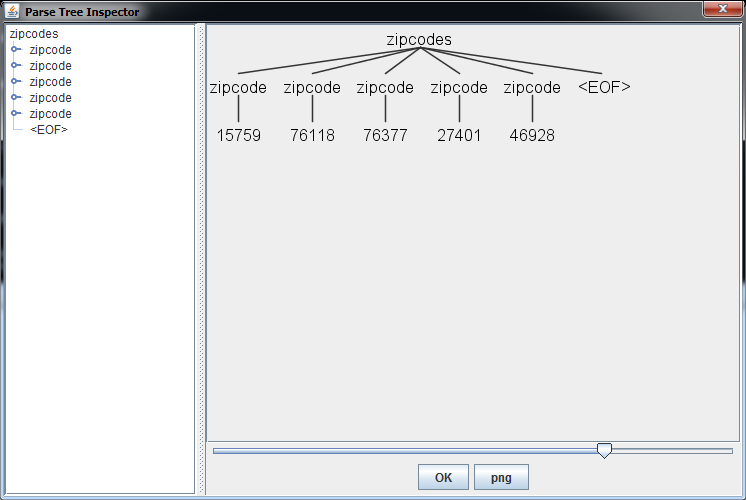 Parse Tree Inspector
zipcodes
zipcode
zipcode
zipcode
zipcode
zipcode
<EOF>
zipcodes
zipcode zipcode zipcode zipcode zipcode <EOF>
15759 76118 76377 27401 46928
OK png